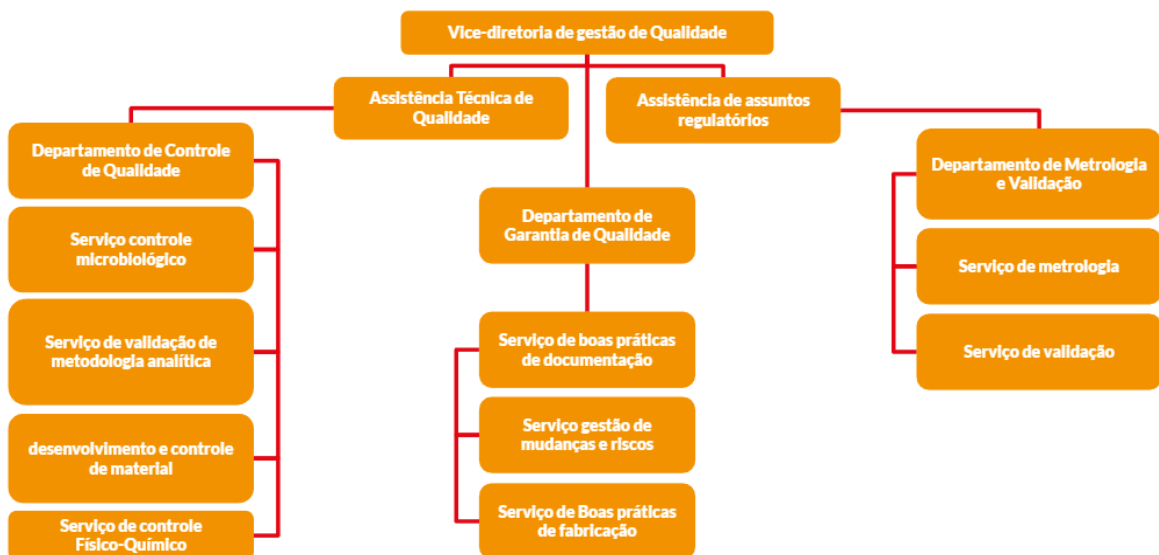 Vice-diretoria de gestão de Qualidade
Assistência Técnica de
Qualidade
Assistência de assuntos
regulatórios
Departamento de Controle
de Qualidade
Serviço controle
microbiológico
Serviço de validação de
metodologia analítica
desenvolvimento e controle
de material
Serviço de controle
Físico-Químico
Departamento de
Garantia de Qualidade
Serviço de boas práticas
de documentação
Serviço gestão de
mudanças e riscos
Serviço de Boas práticas
de fabricação
Departamento de Metrologia
e Validação
Serviço de metrologia
Serviço de validação